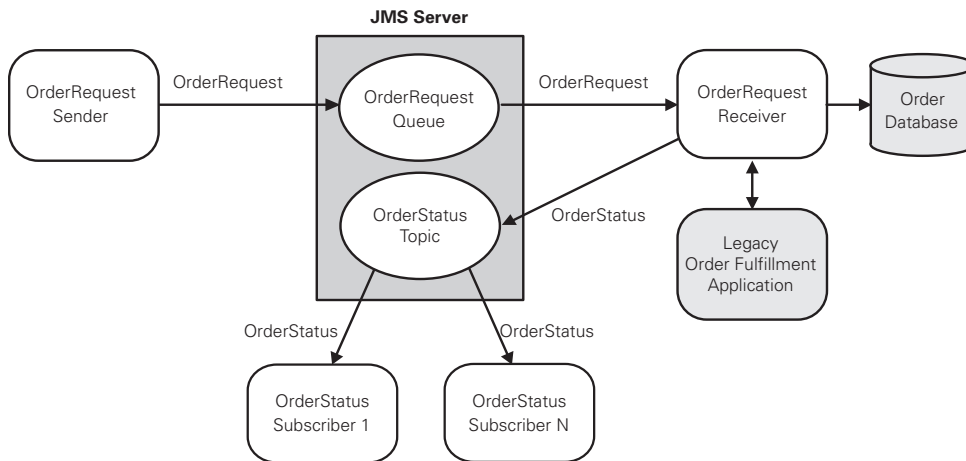 JMS Server
OrderRequest
Sender
OrderRequest
OrderRequest
Queue
OrderRequest
OrderRequest
Receiver
Order
Database
OrderStatus
Topic
OrderStatus
Legacy
Order Fulfillment
Application
OrderStatus
OrderStatus
OrderStatus
Subscriber 1
OrderStatus
Subscriber N